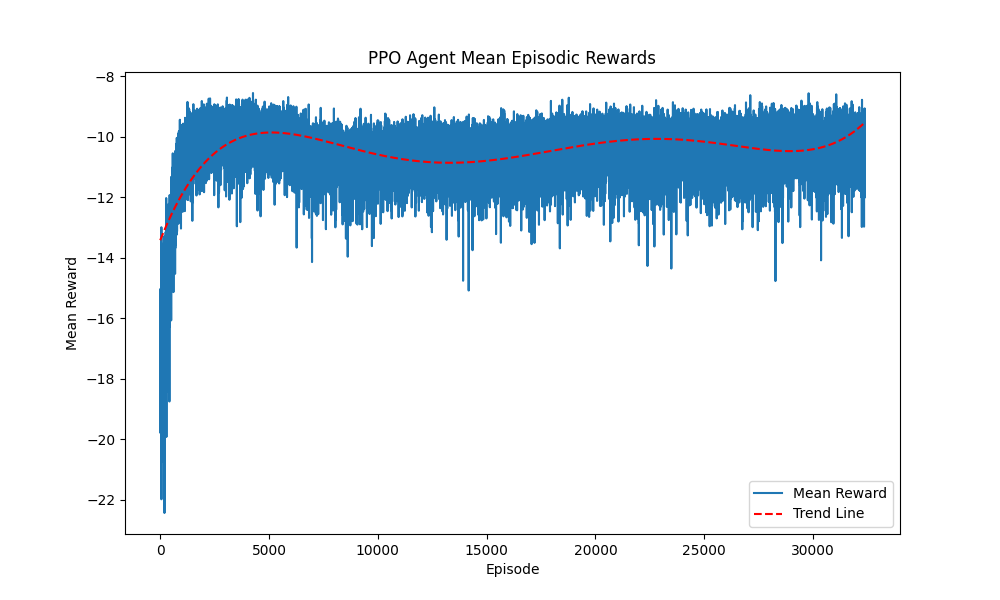 PPO Agent Mean Episodic Rewards
−8
−10
−12
−14
−16
−18
−20
−22
Mean Reward
0 5000 10000 15000 20000 25000 30000
Episode
Mean Reward
Trend Line